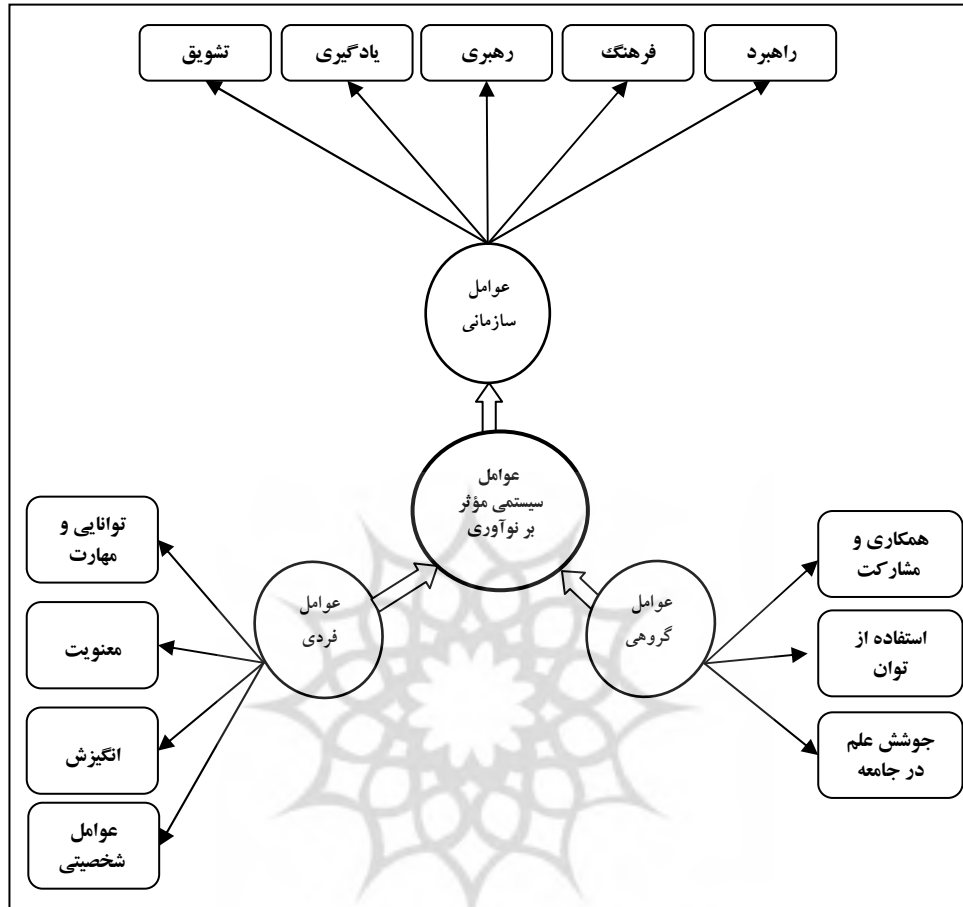 راهبرد
فرهنگ
رهبری
یادگیری
تشویق
عوامل
سازمانی
عوامل
سیستمی مؤثر
بر نوآوری
عوامل
گروهی
همکاری و
مشارکت
استفاده از
توان
جوشش علم
در جامعه
عوامل
فردی
توانایی و
مهارت
معنویت
انگیزش
عوامل
شخصیتی